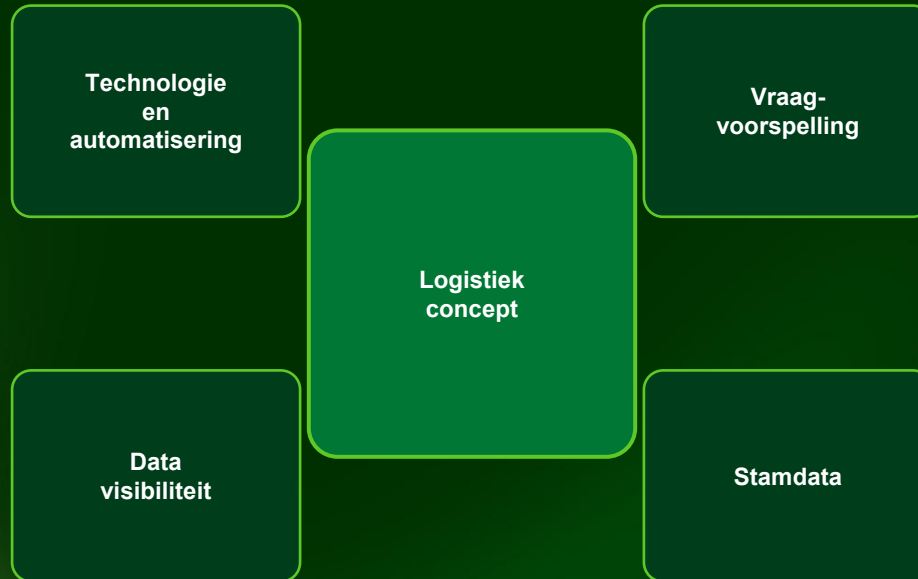 Technologie
en
automatisering
Vraag-
voorspelling
Logistiek
concept
Data
visibiliteit
Stamdata